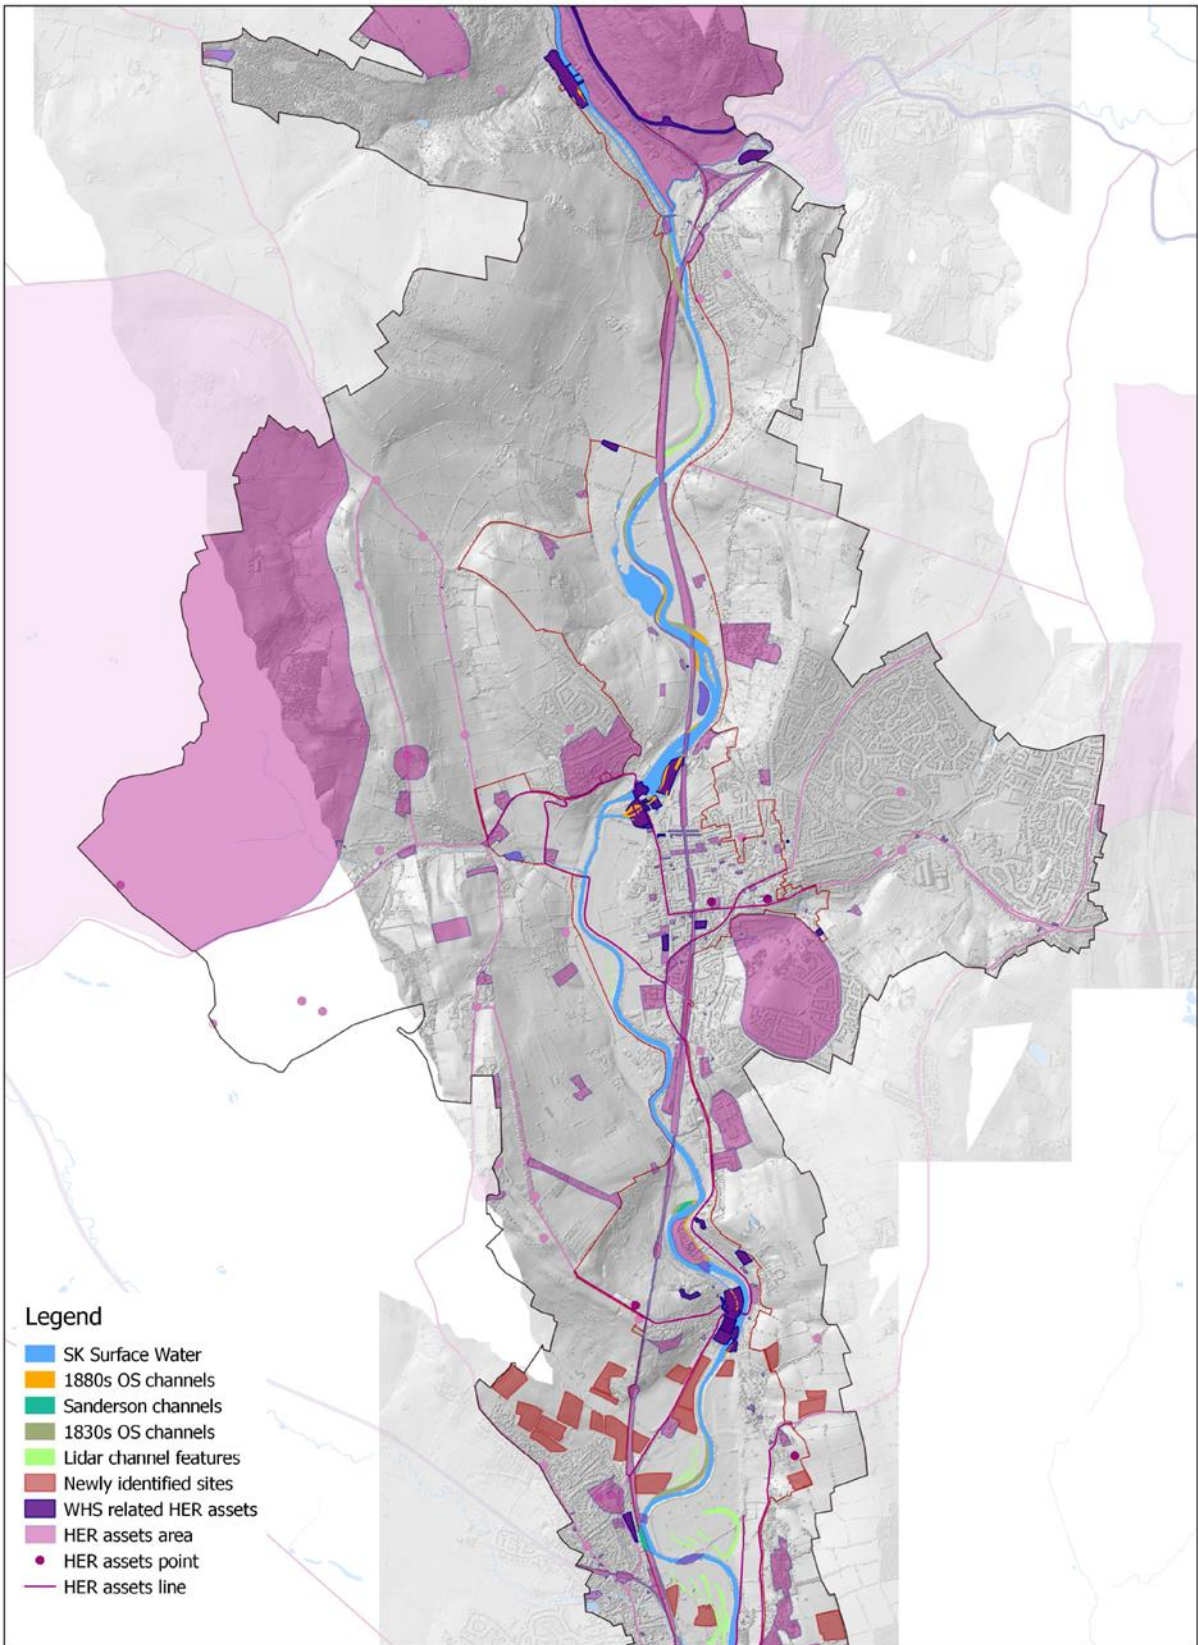 Legend
SK Surface Water
1880s OS channels
Sanderson channels
1830s OS channels
Lidar channel features
Newly identified sites
WHS related HER assets
HER assets area
HER assets point
HER assets line